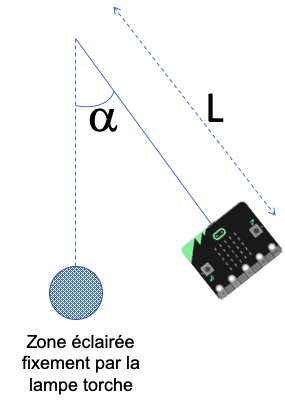 L
α
Zone éclairée
fixement par la
lampe torche